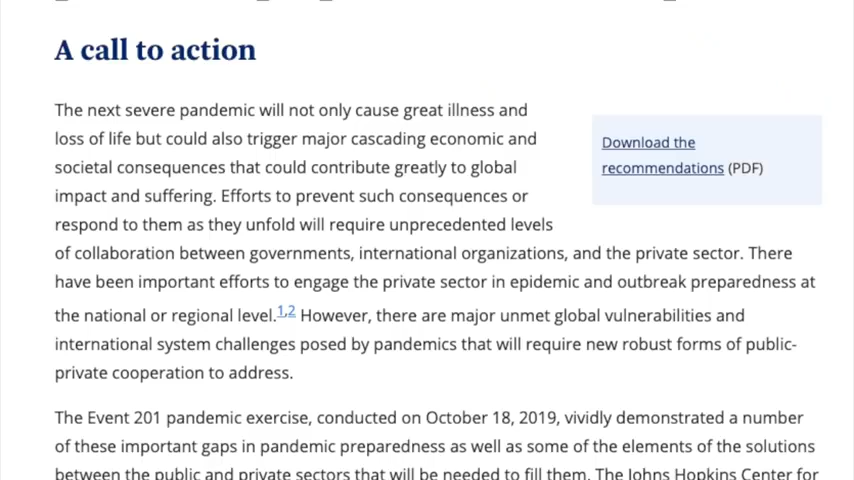 A call to action
The next severe pandemic will not only cause great illness and
loss of life but could also trigger major cascading economic and
societal consequences that could contribute greatly to global
impact and suffering. Efforts to prevent such consequences or
respond to them as they unfold will require unprecedented levels
of collaboration between governments, international organizations, and the private sector. There
have been important efforts to engage the private sector in epidemic and outbreak preparedness at
the national or regional level.1,2 However, there are major unmet global vulnerabilities and
international system challenges posed by pandemics that will require new robust forms of public-
private cooperation to address.
Download the
recommendations (PDF)
The Event 201 pandemic exercise, conducted on October 18, 2019, vividly demonstrated a number
of these important gaps in pandemic preparedness as well as some of the elements of the solutions
between the public and private sectors that will be needed to fill them. The Johns Hopkins Center for